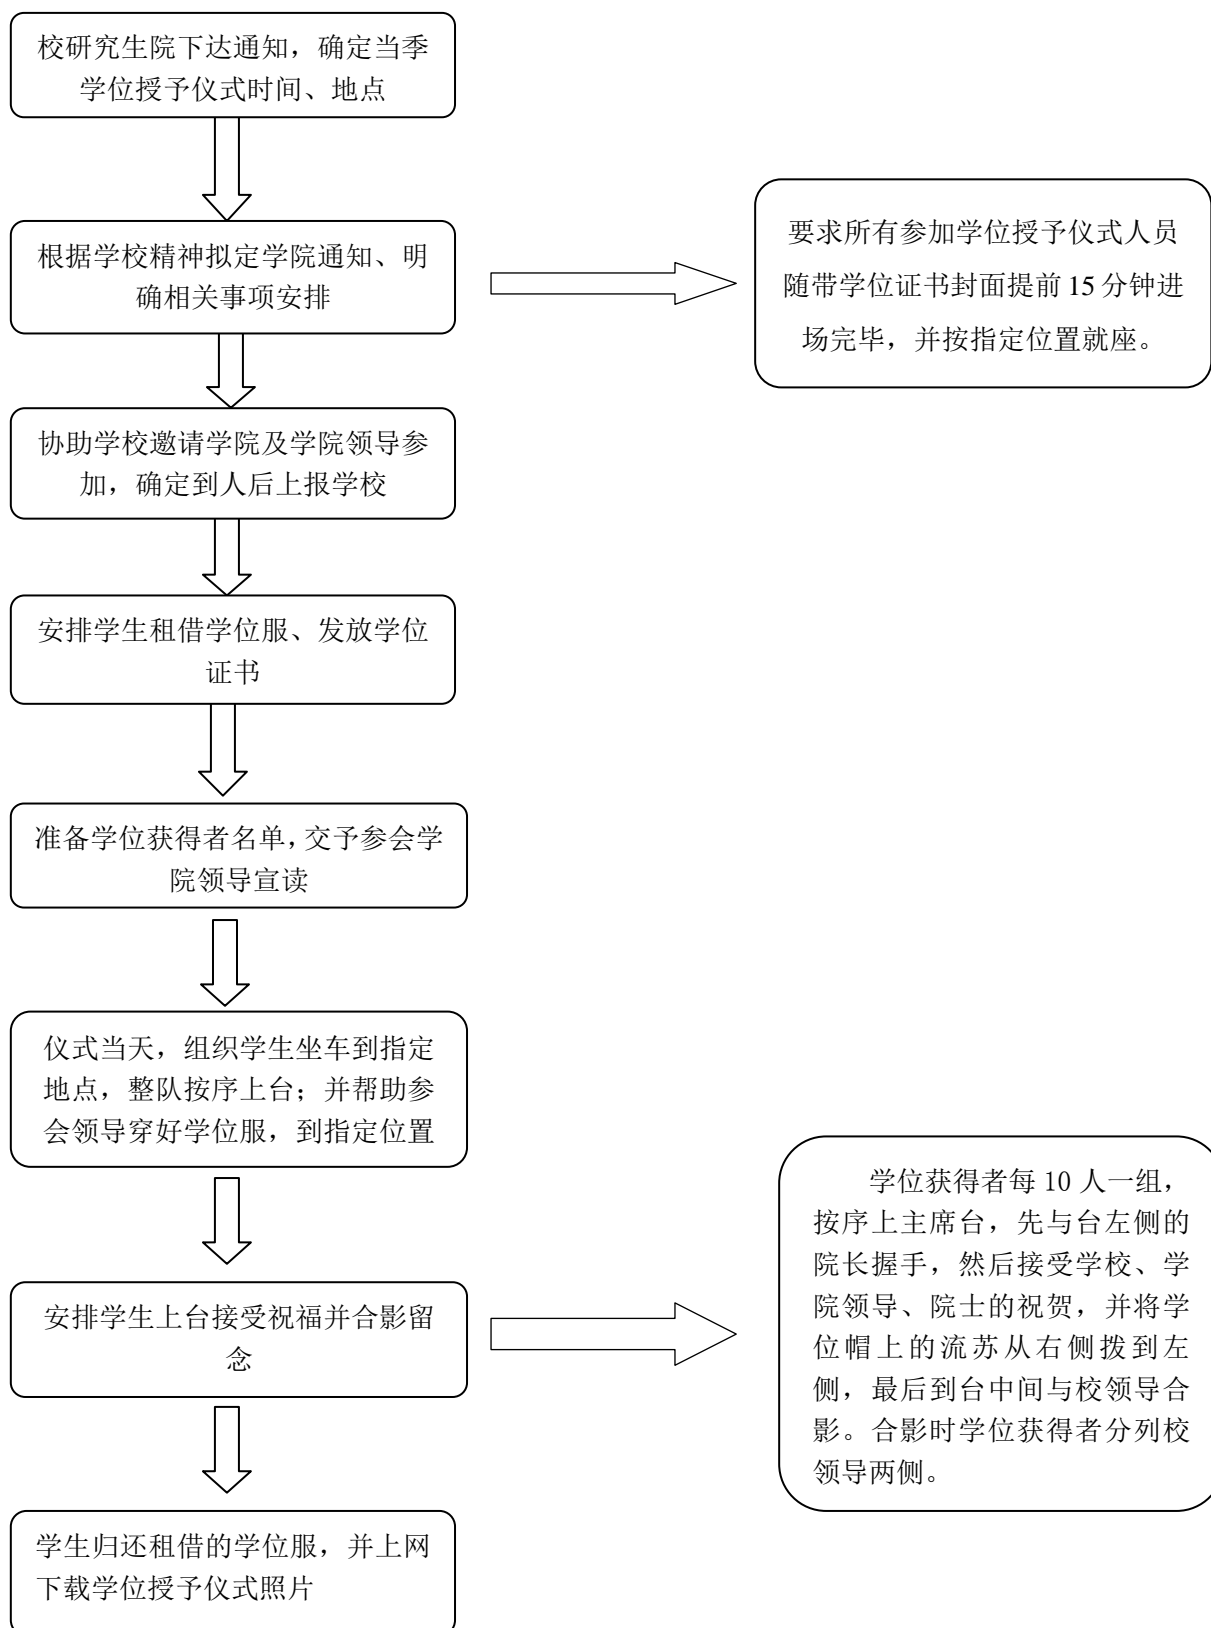 校研究生院下达通知，确定当季
学位授予仪式时间、地点
根据学校精神拟定学院通知、明
确相关事项安排
要求所有参加学位授予仪式人员
随带学位证书封面提前 15 分钟进
场完毕，并按指定位置就座。
协助学校邀请学院及学院领导参
加，确定到人后上报学校
安排学生租借学位服、发放学位
证书
准备学位获得者名单，交予参会学
院领导宣读
仪式当天，组织学生坐车到指定
地点，整队按序上台；并帮助参
会领导穿好学位服，到指定位置
安排学生上台接受祝福并合影留
念
学位获得者每 10 人一组，
按序上主席台，先与台左侧的
院长握手，然后接受学校、学
院领导、院士的祝贺，并将学
位帽上的流苏从右侧拨到左
侧，最后到台中间与校领导合
影。合影时学位获得者分列校
领导两侧。
学生归还租借的学位服，并上网
下载学位授予仪式照片